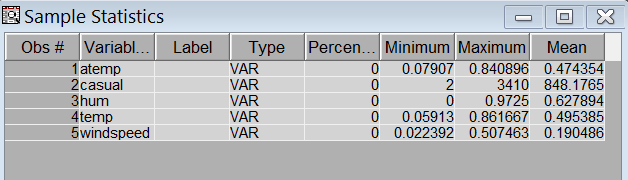 Sample Statistics
Obs # Variabl... Label Type Percen... Minimum Maximum Mean
1 atemp VAR 0 0.07907 0.840896 0.474354
2 casual VAR 0 2 3410 848.1765
3 hum VAR 0 0 0.9725 0.627894
4 temp VAR 0 0.05913 0.861667 0.495385
5 windspeed VAR 0 0.022392 0.507463 0.190486